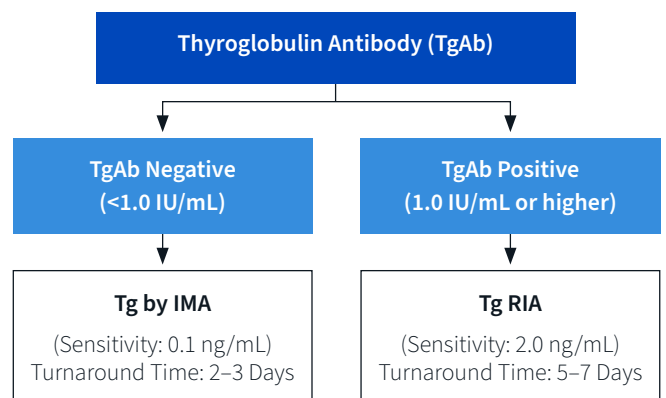 Thyroglobulin Antibody (TgAb)
TgAb Negative
(<1.0 IU/mL)
TgAb Positive
(1.0 IU/mL or higher)
Tg by IMA
(Sensitivity: 0.1 ng/mL)
Turnaround Time: 2–3 Days
Tg RIA
(Sensitivity: 2.0 ng/mL)
Turnaround Time: 5–7 Days